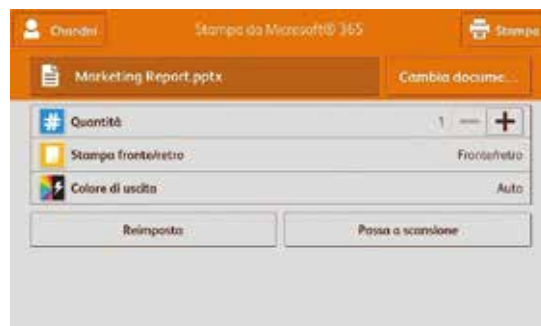 Chandni
Stampa da Microsoft® 365
Stampa
Marketing Report.pptx
Cambia docume...
Quantità
1
Stampa fronte/retro
Fronte/retro
Colore di uscita
Auto
Reimposta
Passa a scansione